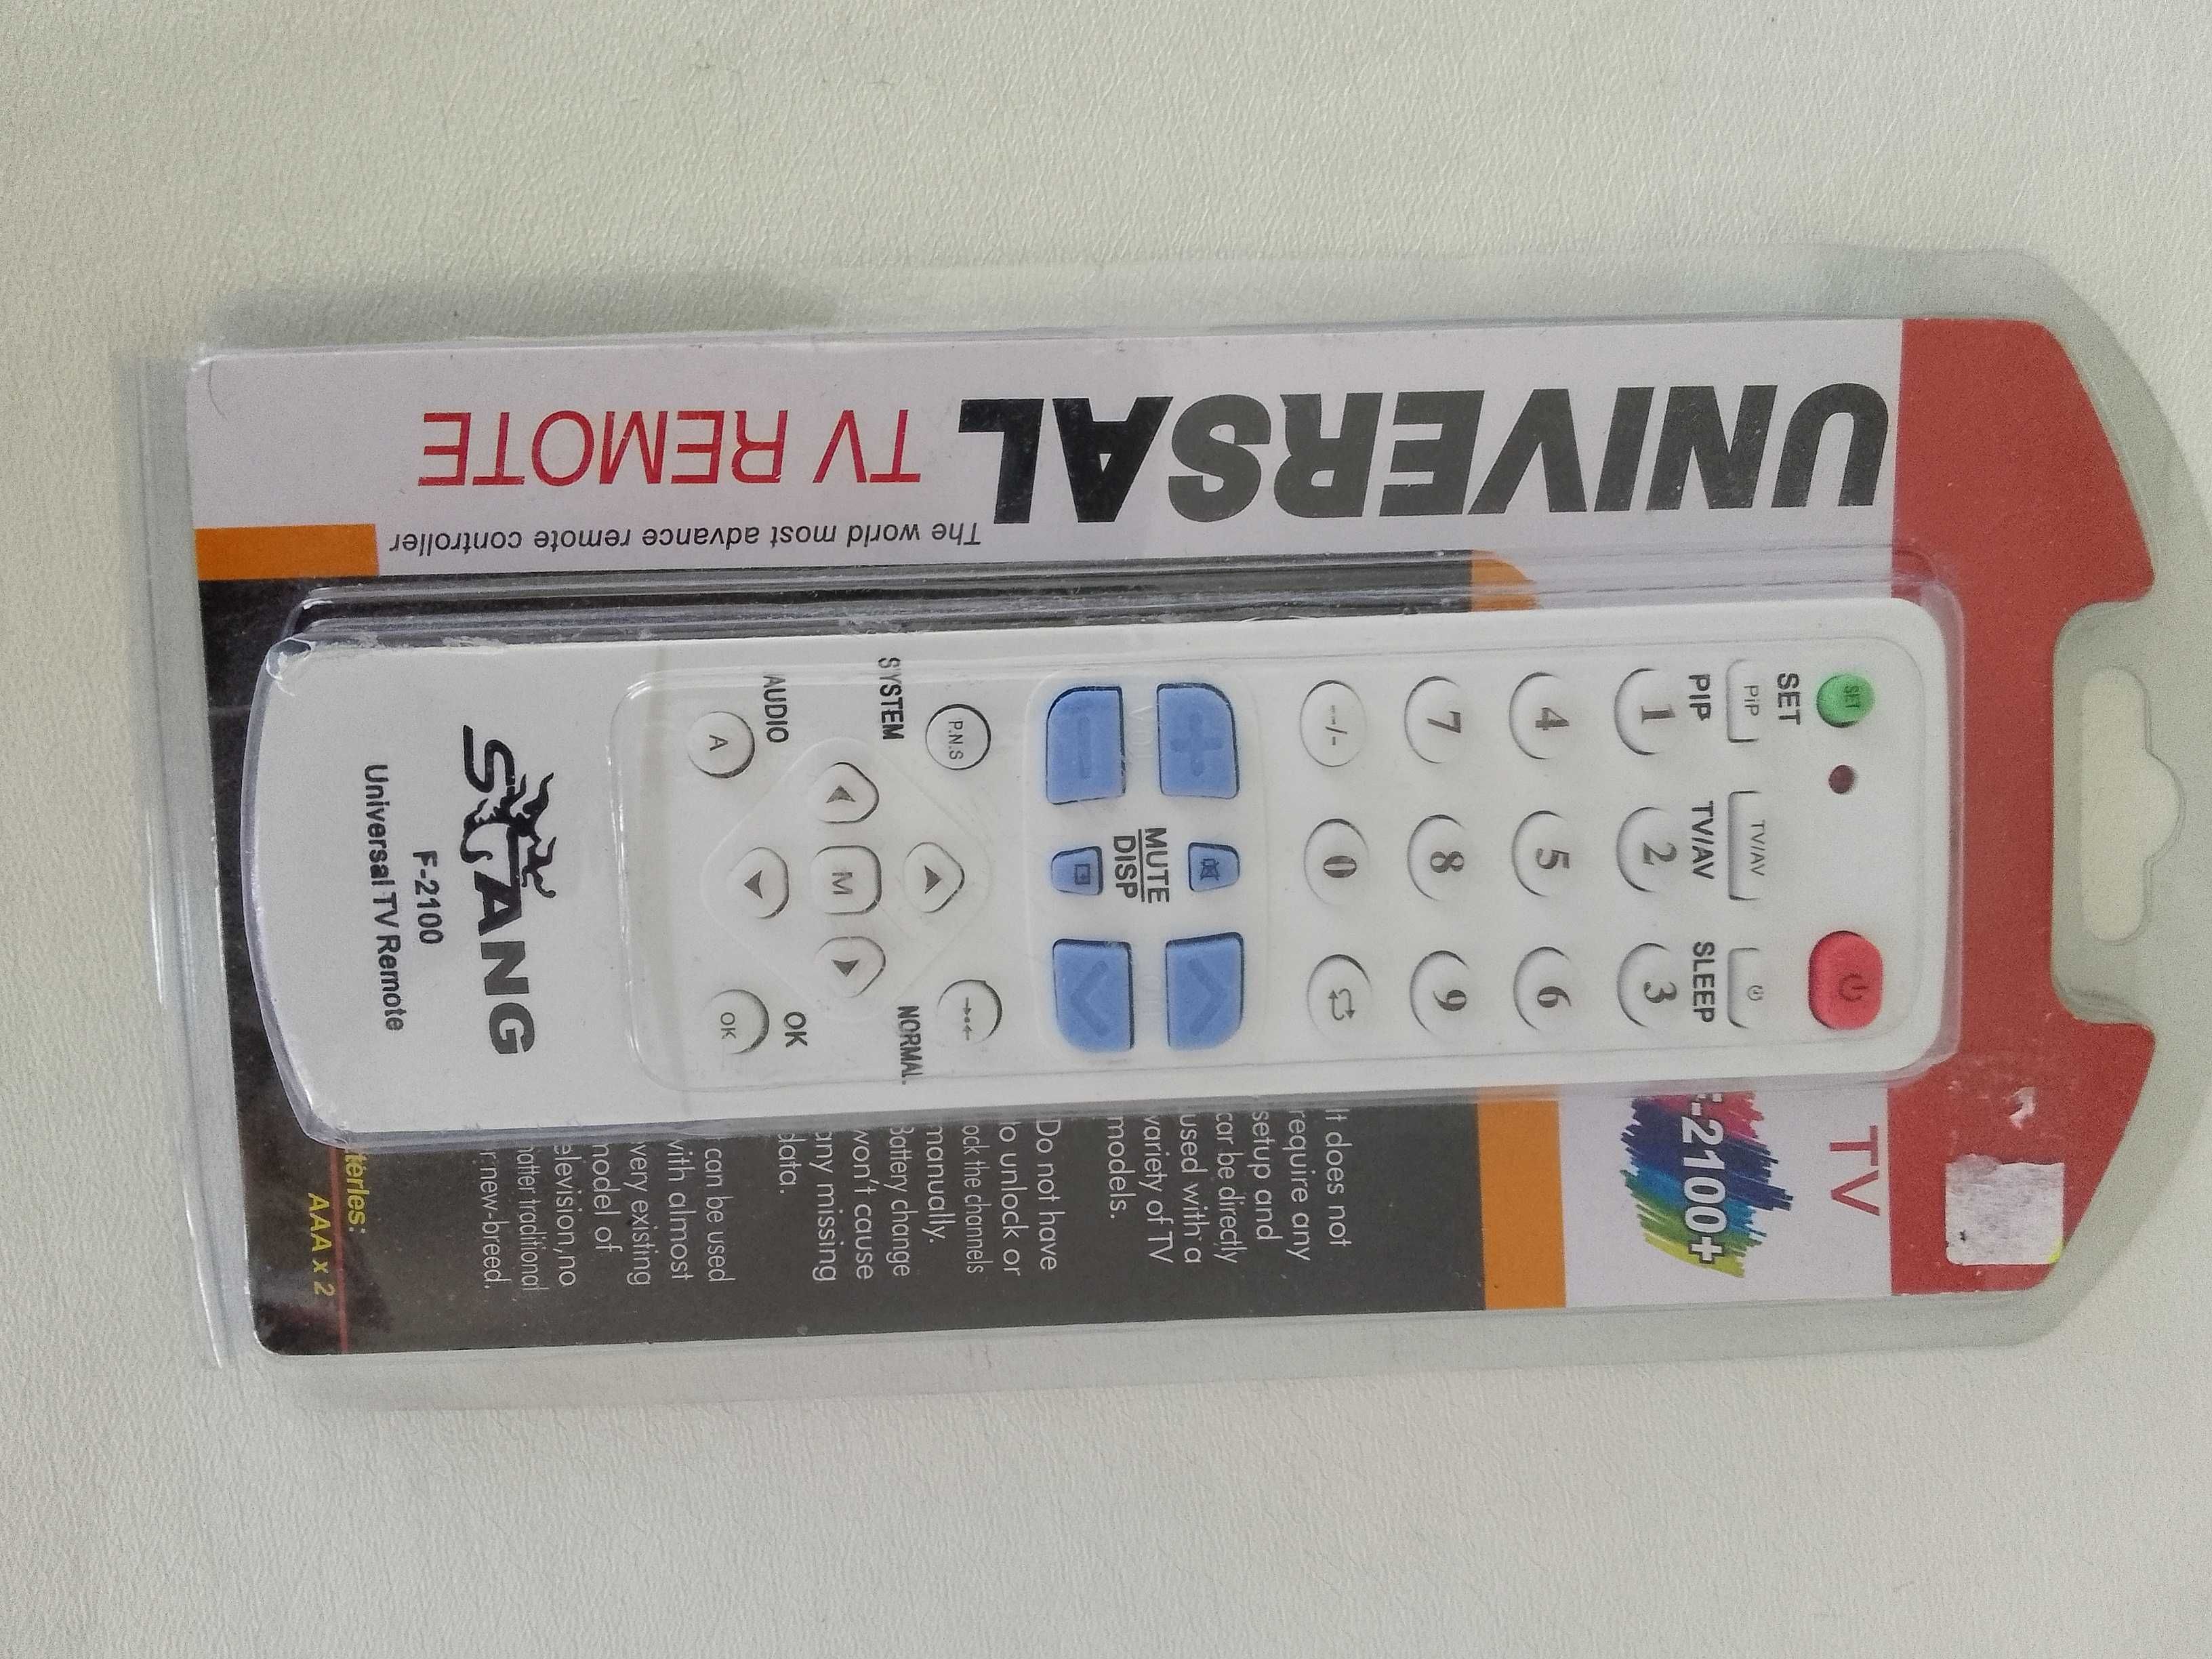 UNIVERSAL TV REMOTE
The world most advance remote controller
TV
-2100+
It does not
require any
setup and
car be directly
used with a
variety of TV
models.
Do not have
to unlock or
ock the channels
manually.
Battery change
won't cause
any missing
data.
can be used
with almost
very existing
model of
elevision,no
natter traditional
r new-breed.
tteries:
AAA x 2
SET
SET
PIP
TV/AV
PIP TV/AV SLEEP
1 2 3
4 5 6
7 8 9
--/- 0
+
MUTE
DISP
-
P.N.S
SYSTEM
NORMAL
M
AUDIO
OK
A
OK
ANG
F-2100
Universal TV Remote